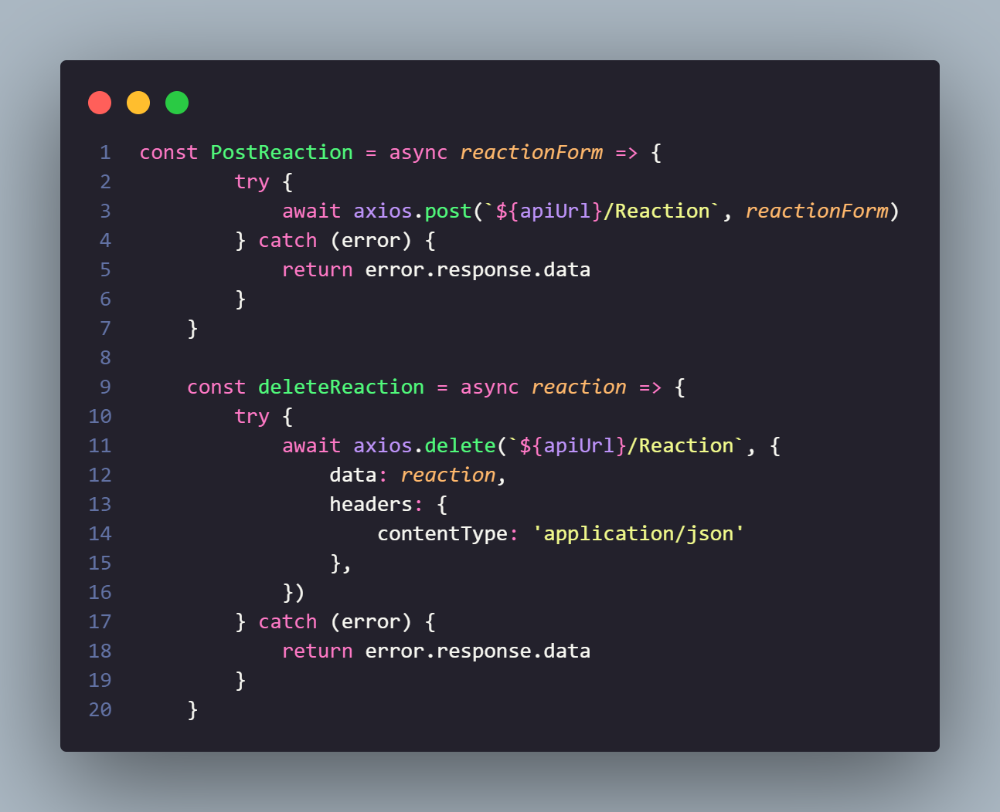 1 const PostReaction = async reactionForm => {
2         try {
3             await axios.post(`${apiUrl}/Reaction`, reactionForm)
4         } catch (error) {
5             return error.response.data
6         }
7     }
8
9     const deleteReaction = async reaction => {
10         try {
11             await axios.delete(`${apiUrl}/Reaction`, {
12                 data: reaction,
13                 headers: {
14                     contentType: 'application/json'
15                 },
16             })
17         } catch (error) {
18             return error.response.data
19         }
20     }